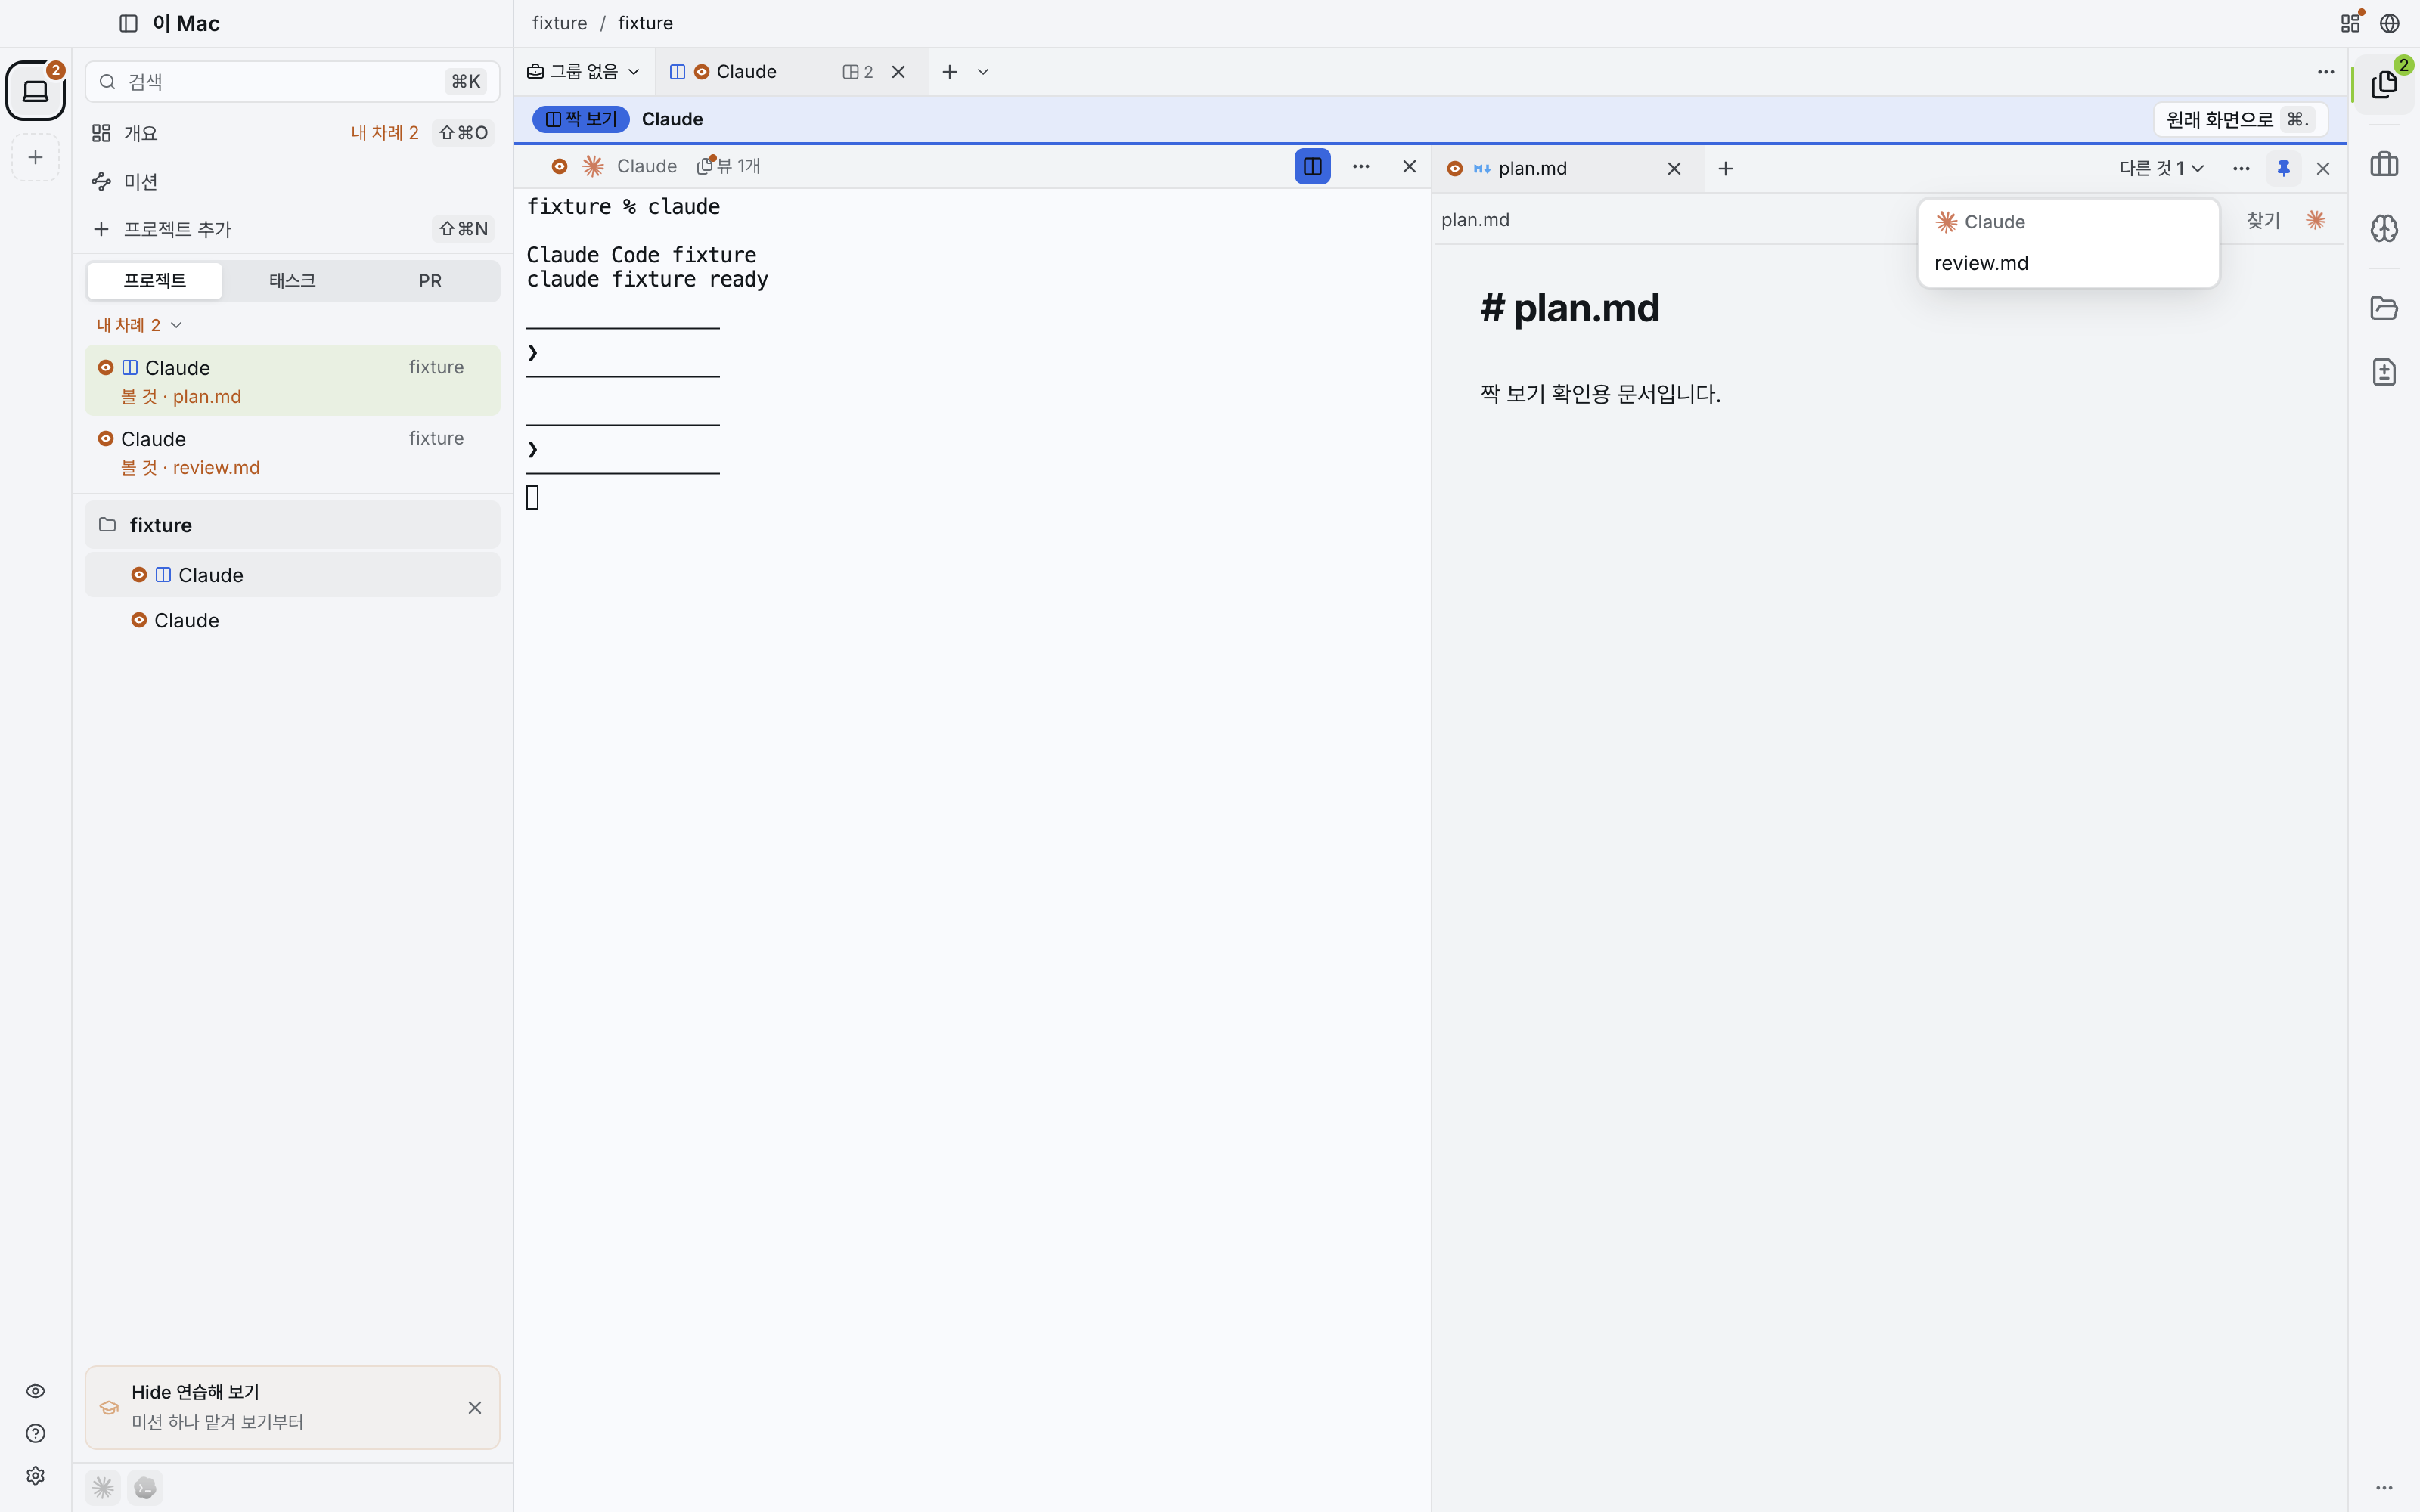 이 Mac
fixture / fixture
2
검색 ⌘K
개요 내 차례 2 ⇧⌘O
미션
프로젝트 추가 ⇧⌘N
프로젝트 태스크 PR
내 차례 2
Claude fixture
볼 것 · plan.md
Claude fixture
볼 것 · review.md
fixture
Claude
Claude
Hide 연습해 보기
미션 하나 맡겨 보기부터
그룹 없음 Claude 2
짝 보기 Claude 원래 화면으로 ⌘.
Claude 뷰 1개
fixture % claude
Claude Code fixture
claude fixture ready
❯
❯
plan.md 다른 것 1
plan.md 찾기
Claude
review.md
# plan.md
짝 보기 확인용 문서입니다.
2